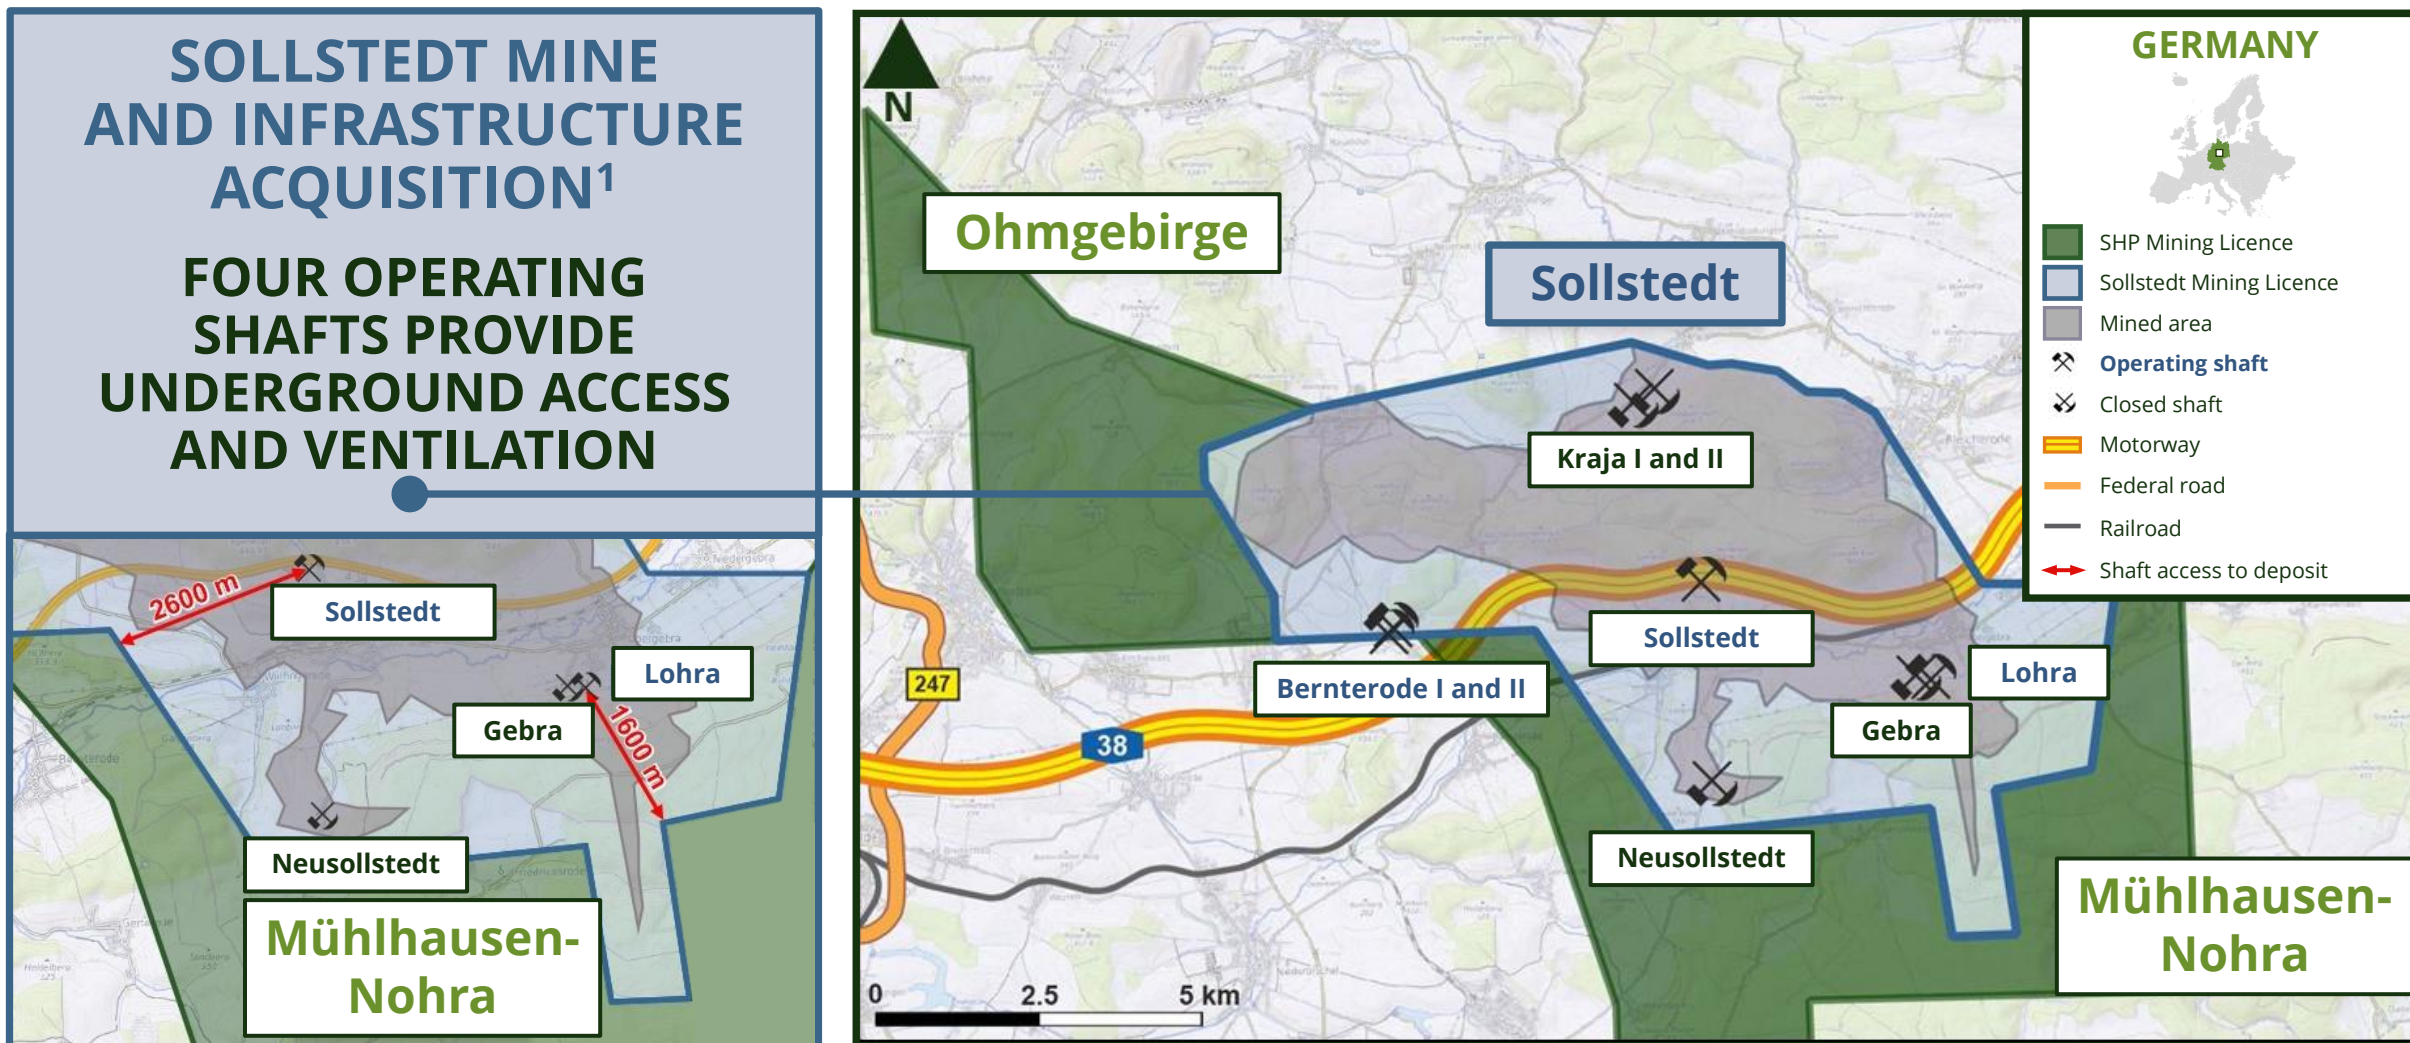 SOLLSTEDT MINE
AND INFRASTRUCTURE
ACQUISITION¹
FOUR OPERATING
SHAFTS PROVIDE
UNDERGROUND ACCESS
AND VENTILATION
2600 m
Sollstedt
Lohra
Gebra
1600 m
Neusollstedt
Mühlhausen-
Nohra
N
Ohmgebirge
Sollstedt
Kraja I and II
Sollstedt
Bernterode I and II
Lohra
Gebra
Neusollstedt
247
38
Mühlhausen-
Nohra
0 2.5 5 km
GERMANY
SHP Mining Licence
Sollstedt Mining Licence
Mined area
Operating shaft
Closed shaft
Motorway
Federal road
Railroad
Shaft access to deposit